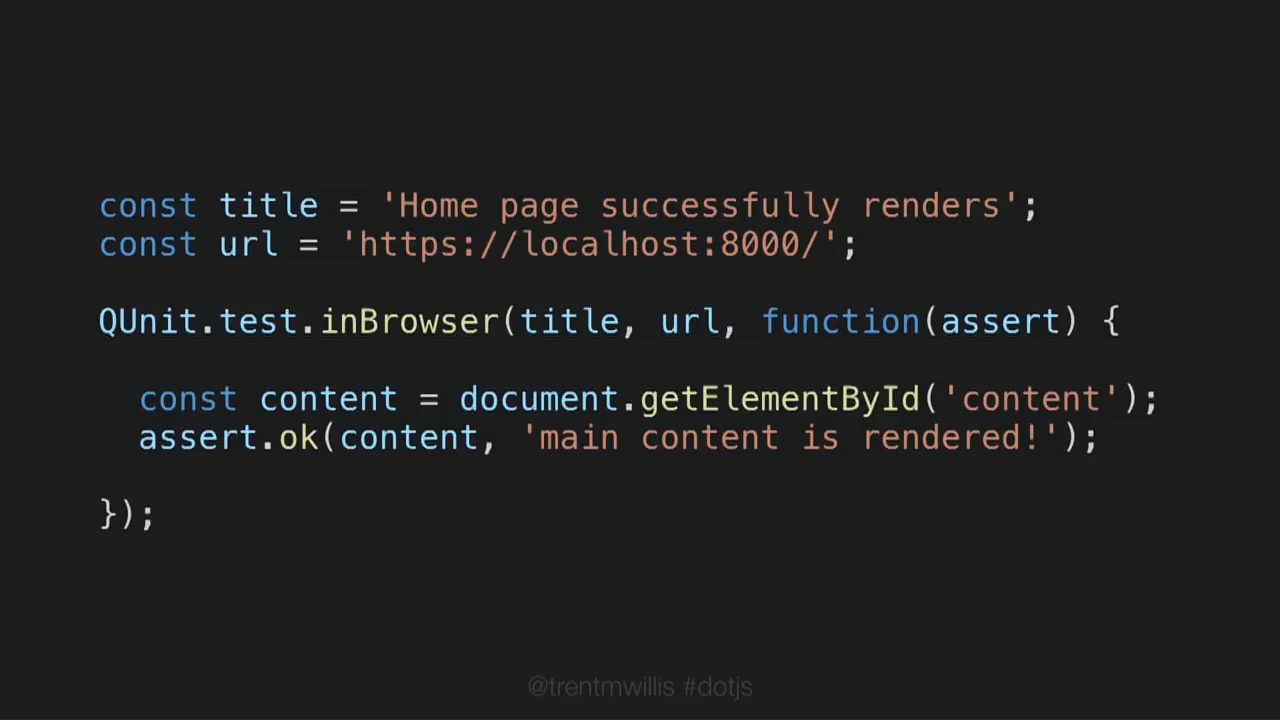 const title = 'Home page successfully renders';
const url = 'https://localhost:8000/';
QUnit.test.inBrowser(title, url, function(assert) {
const content = document.getElementById('content');
assert.ok(content, 'main content is rendered!');
});
@trentmwillis #dotjs